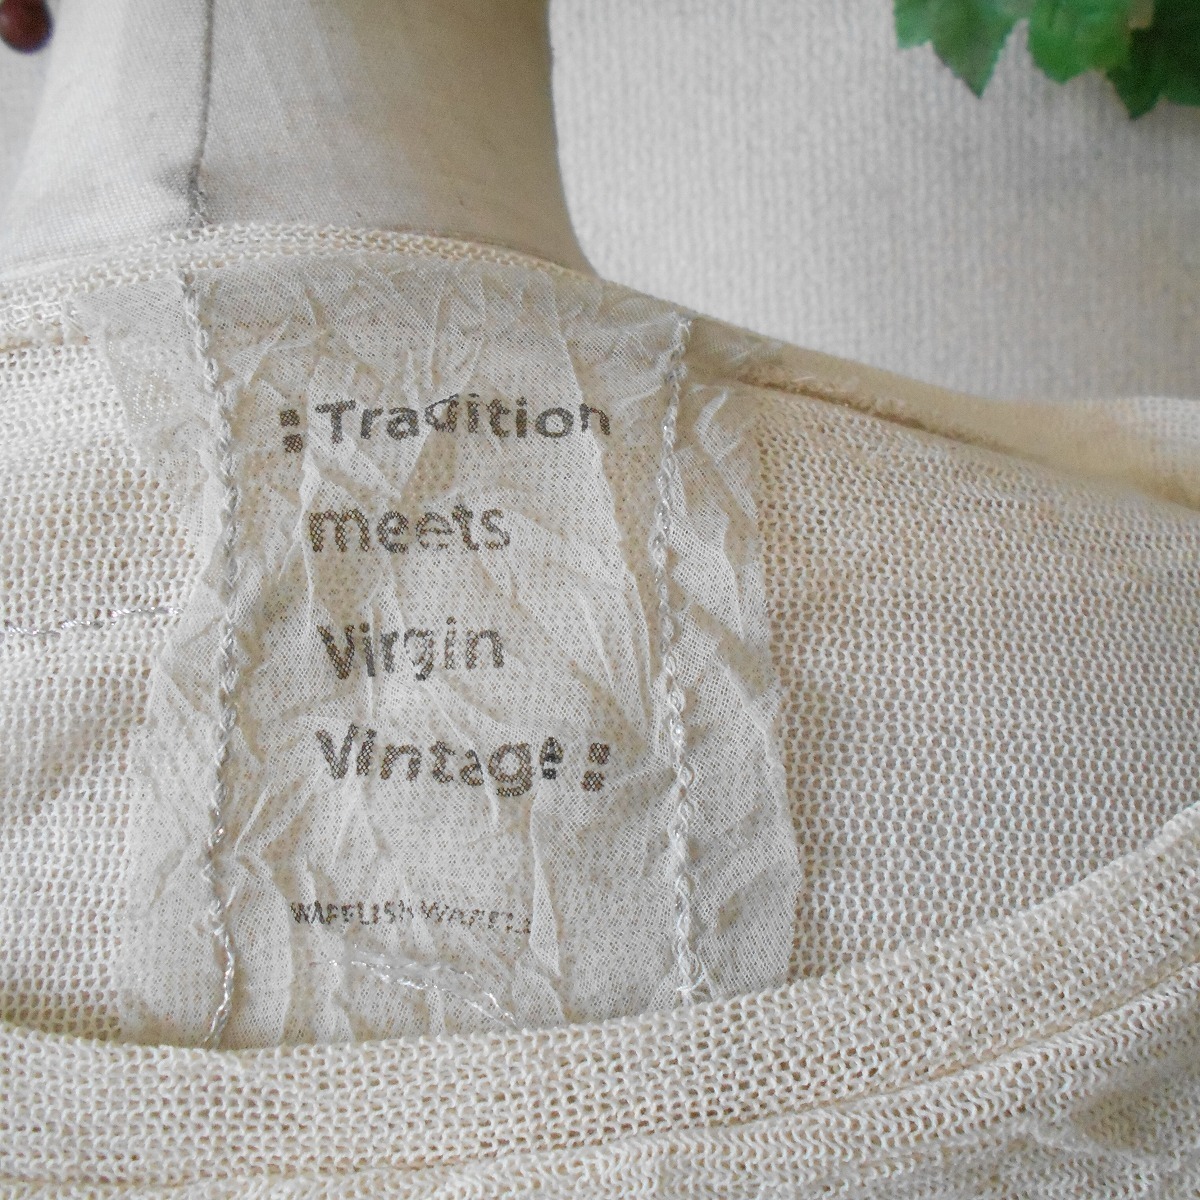 :Tradition
meets
Virgin
Vintage:
WAFFLISH WAFFLE